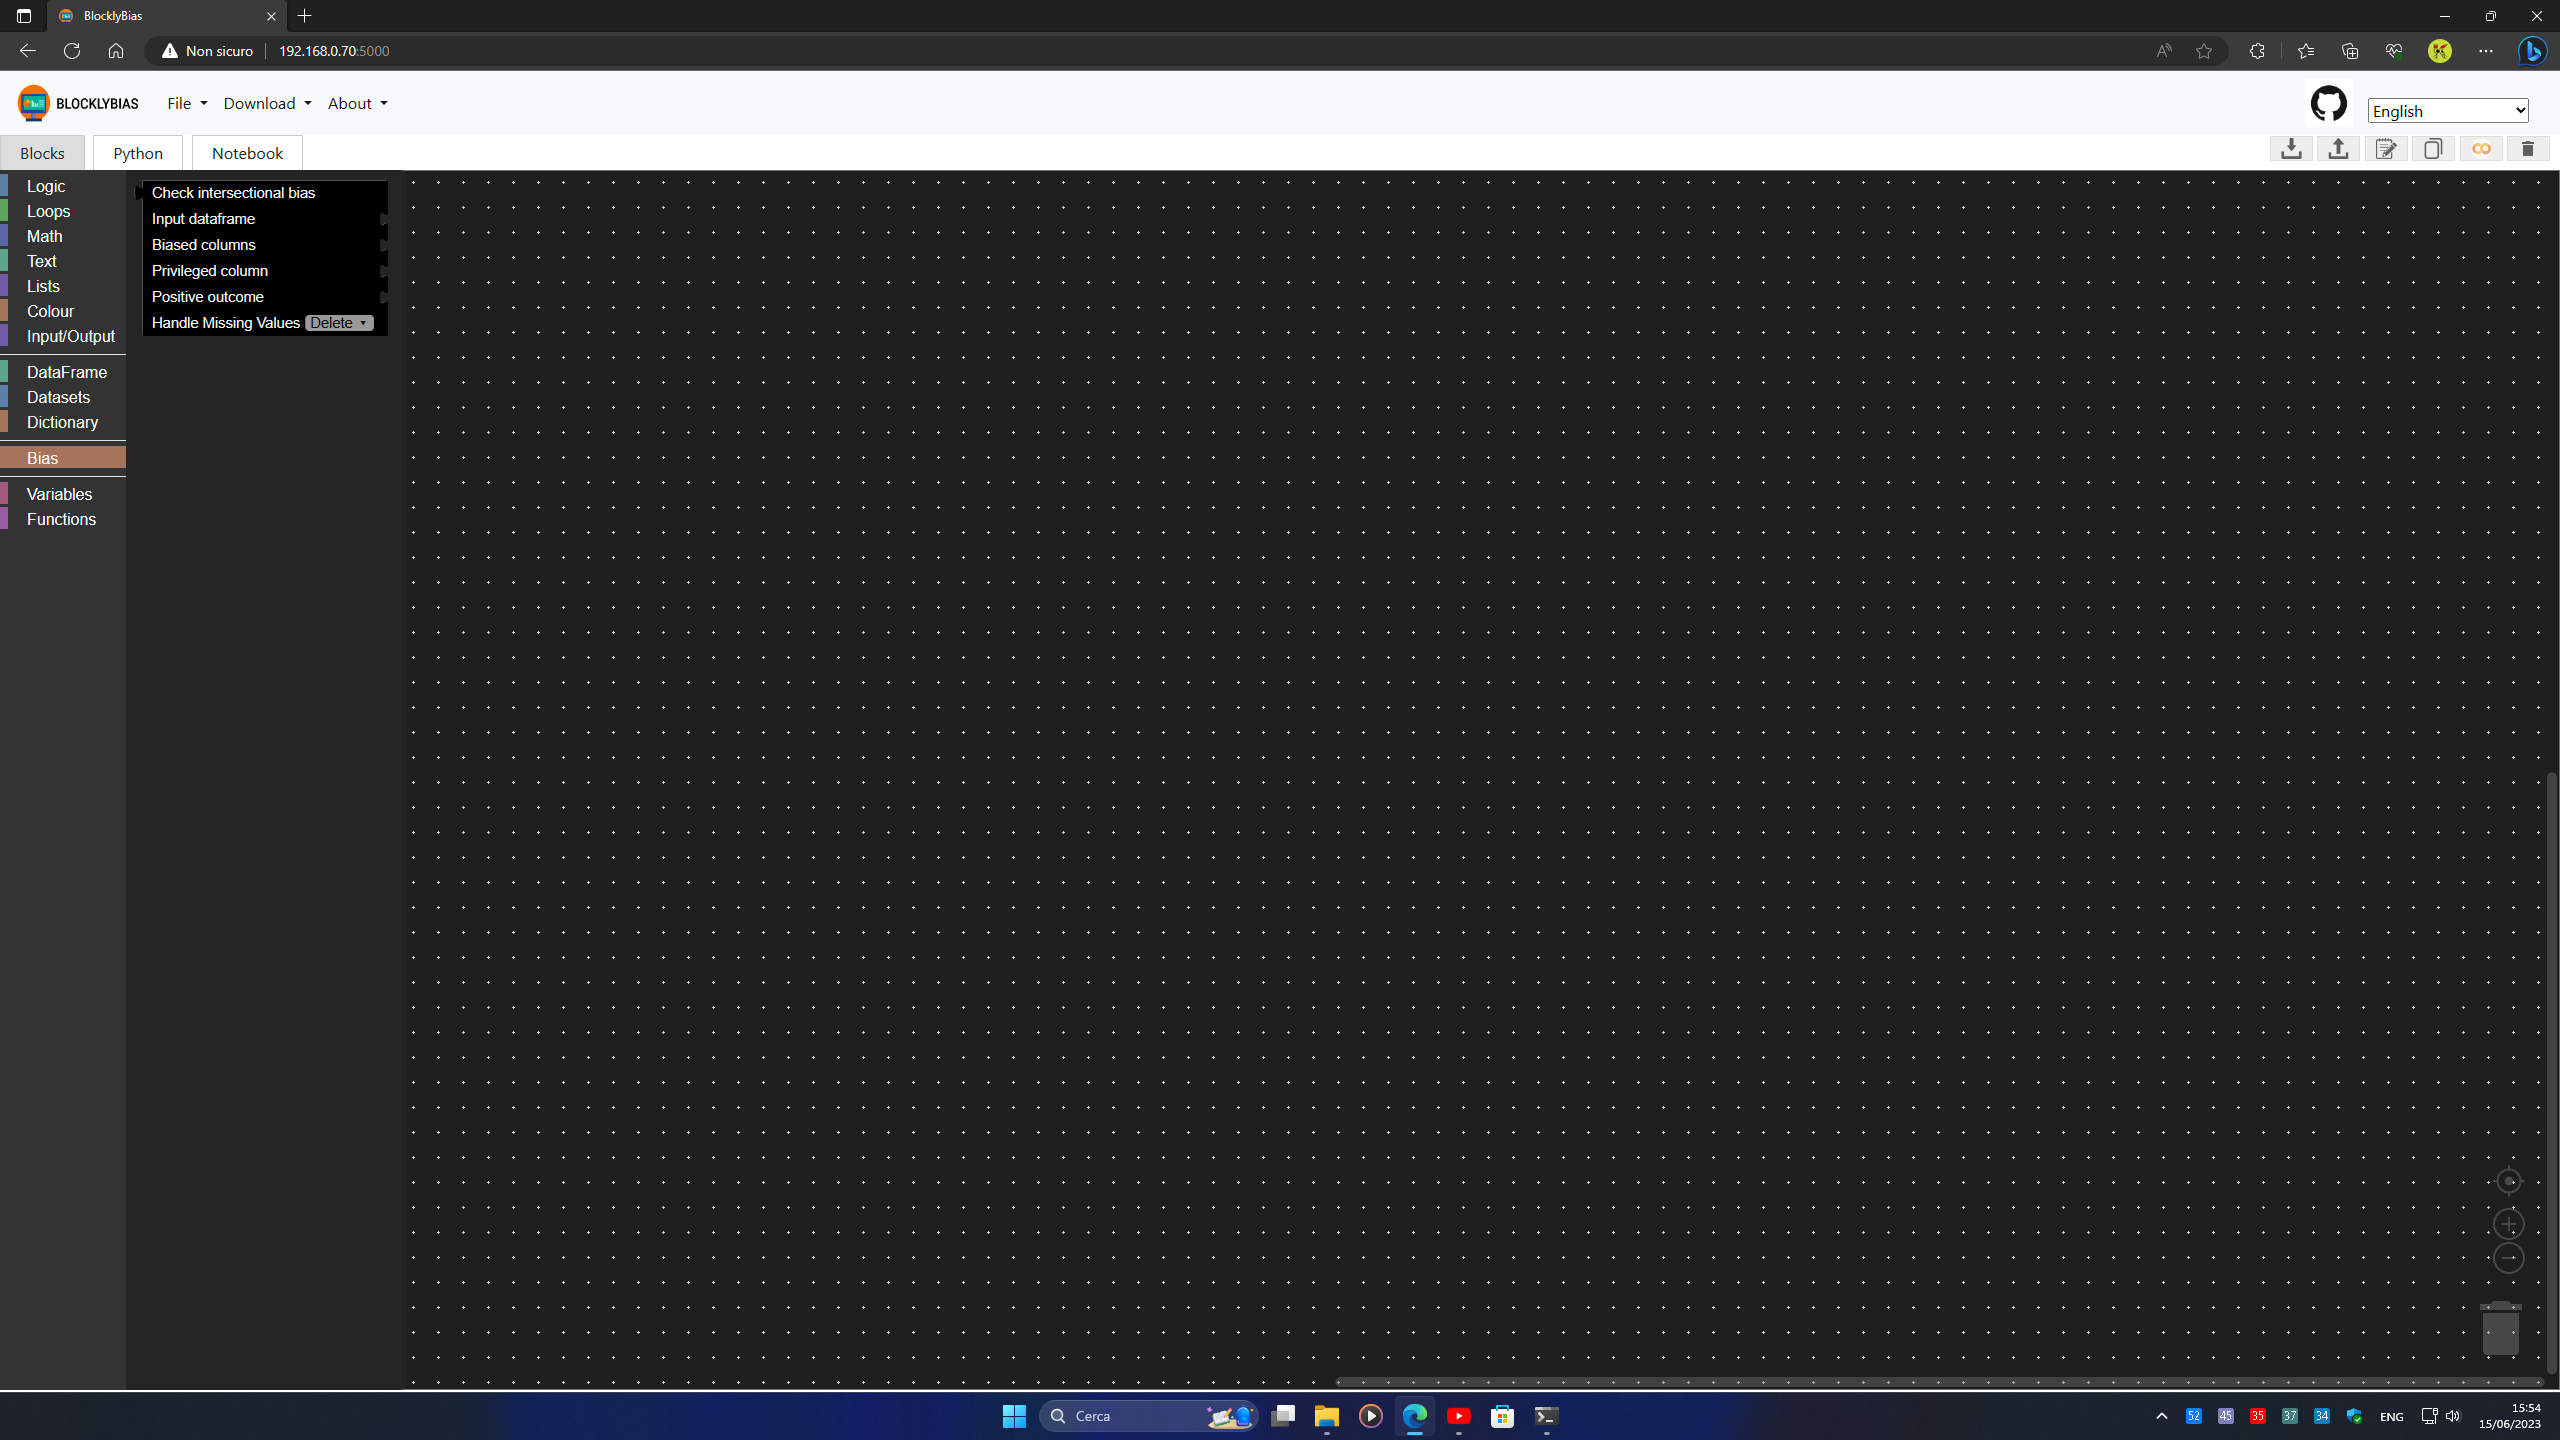 BlocklyBias
Non sicuro 192.168.0.70:5000
BLOCKLYBIAS File Download About English
Blocks Python Notebook
Logic
Loops
Math
Text
Lists
Colour
Input/Output
DataFrame
Datasets
Dictionary
Bias
Variables
Functions
Check intersectional bias
Input dataframe
Biased columns
Privileged column
Positive outcome
Handle Missing Values Delete
Cerca
52 45 35 37 34 ENG
15:54
15/06/2023